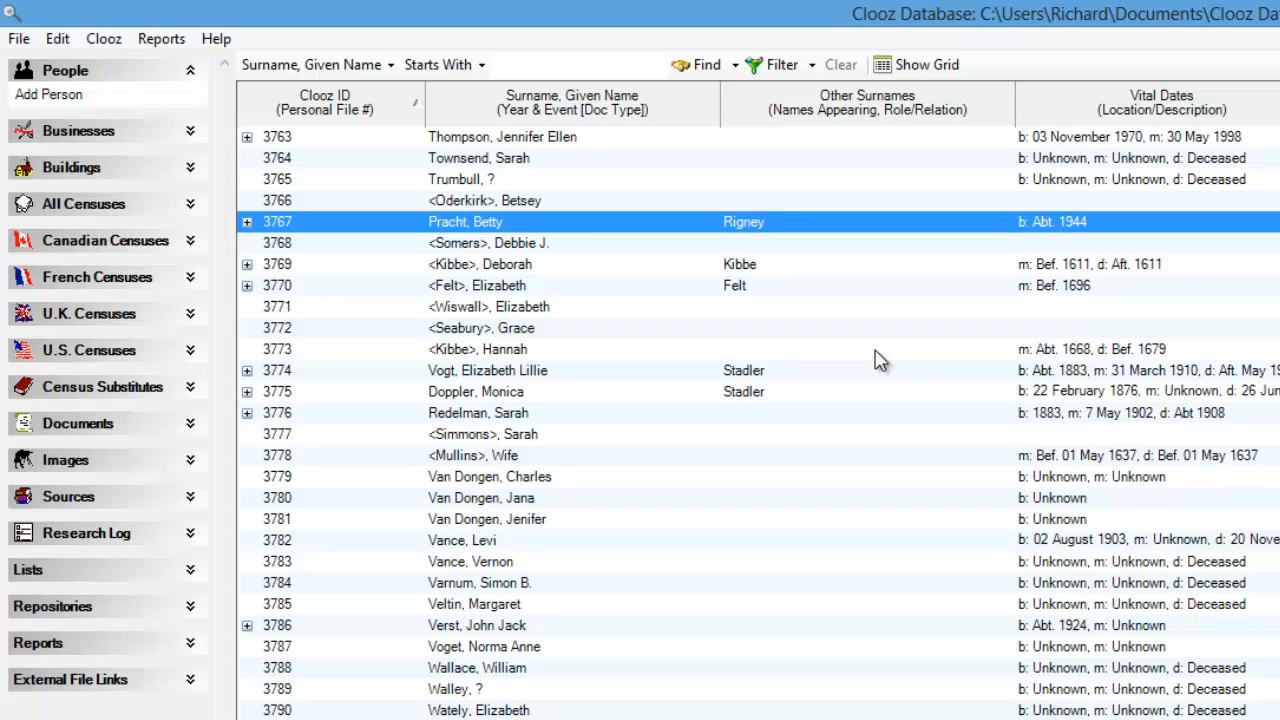 Clooz Database: C:\Users\Richard\Documents\Clooz Da
File Edit Clooz Reports Help
People
Add Person
Businesses
Buildings
All Censuses
Canadian Censuses
French Censuses
U.K. Censuses
U.S. Censuses
Census Substitutes
Documents
Images
Sources
Research Log
Lists
Repositories
Reports
External File Links
Surname, Given Name Starts With Find Filter Clear Show Grid
Clooz ID Surname, Given Name Other Surnames Vital Dates
(Personal File #) (Year & Event [Doc Type]) (Names Appearing, Role/Relation) (Location/Description)
3763 Thompson, Jennifer Ellen b: 03 November 1970, m: 30 May 1998
3764 Townsend, Sarah b: Unknown, m: Unknown, d: Deceased
3765 Trumbull, ? b: Unknown, m: Unknown, d: Deceased
3766 <Oderkirk>, Betsey
3767 Pracht, Betty Rigney b: Abt. 1944
3768 <Somers>, Debbie J.
3769 <Kibbe>, Deborah Kibbe m: Bef. 1611, d: Aft. 1611
3770 <Felt>, Elizabeth Felt m: Bef. 1696
3771 <Wiswall>, Elizabeth
3772 <Seabury>, Grace
3773 <Kibbe>, Hannah m: Abt. 1668, d: Bef. 1679
3774 Vogt, Elizabeth Lillie Stadler b: Abt. 1883, m: 31 March 1910, d: Aft. May 19
3775 Doppler, Monica Stadler b: 22 February 1876, m: Unknown, d: 26 Jun
3776 Redelman, Sarah b: 1883, m: 7 May 1902, d: Abt 1908
3777 <Simmons>, Sarah
3778 <Mullins>, Wife m: Bef. 01 May 1637, d: Bef. 01 May 1637
3779 Van Dongen, Charles b: Unknown, m: Unknown
3780 Van Dongen, Jana b: Unknown
3781 Van Dongen, Jenifer b: Unknown
3782 Vance, Levi b: 02 August 1903, m: Unknown, d: 20 Nove
3783 Vance, Vernon b: Unknown, m: Unknown, d: Deceased
3784 Varnum, Simon B. b: Unknown, m: Unknown, d: Deceased
3785 Veltin, Margaret b: Unknown, m: Unknown, d: Deceased
3786 Verst, John Jack b: Abt. 1924, m: Unknown
3787 Voget, Norma Anne b: Unknown, m: Unknown
3788 Wallace, William b: Unknown, m: Unknown, d: Deceased
3789 Walley, ? b: Unknown, m: Unknown, d: Deceased
3790 Wately, Elizabeth b: Unknown, m: Unknown, d: Deceased